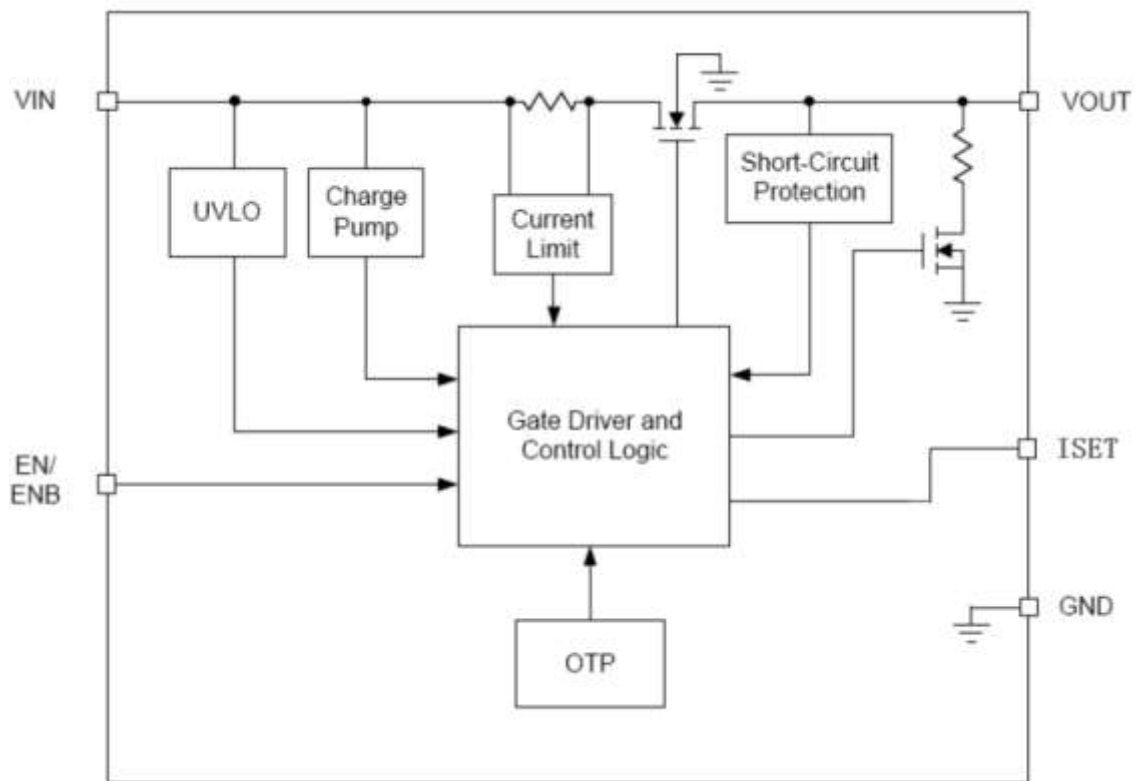 VIN
VOUT
UVLO
Charge
Pump
Current
Limit
Short-Circuit
Protection
Gate Driver and
Control Logic
EN/
ENB
ISET
GND
OTP